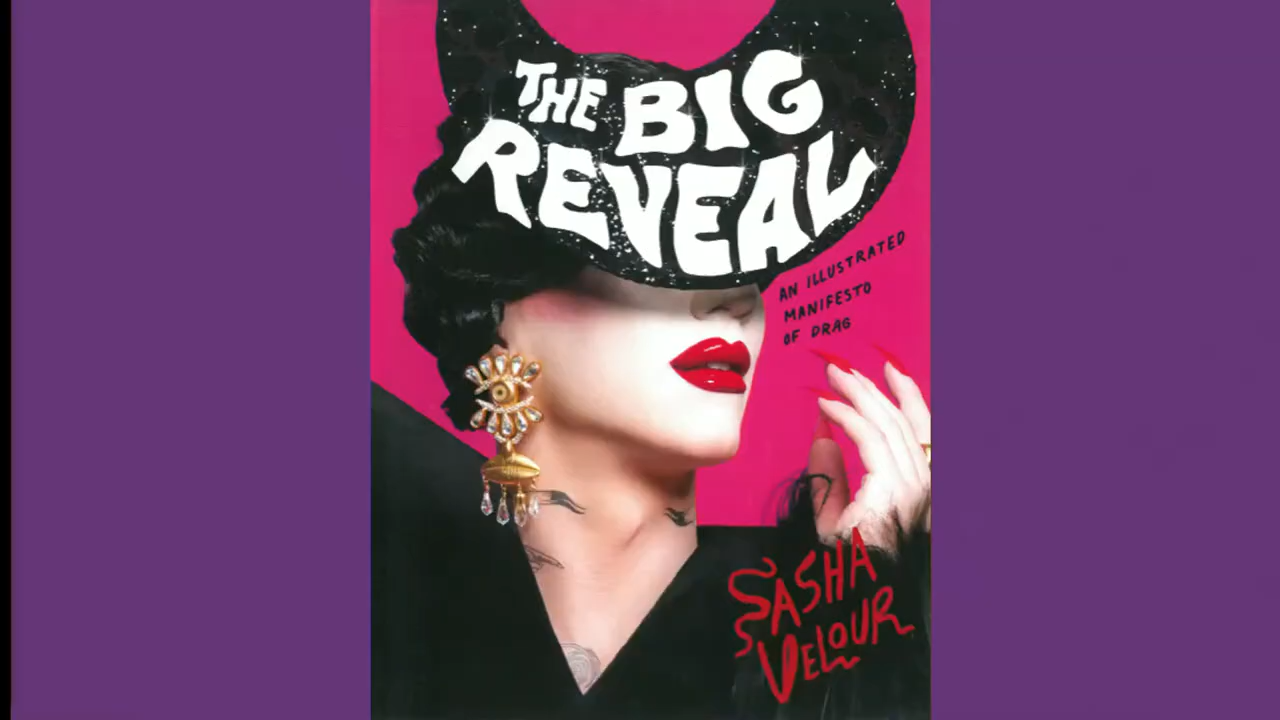 THE BIG
REVEAL
AN ILLUSTRATED
MANIFESTO
OF DRAG
SASHA
VELOUR